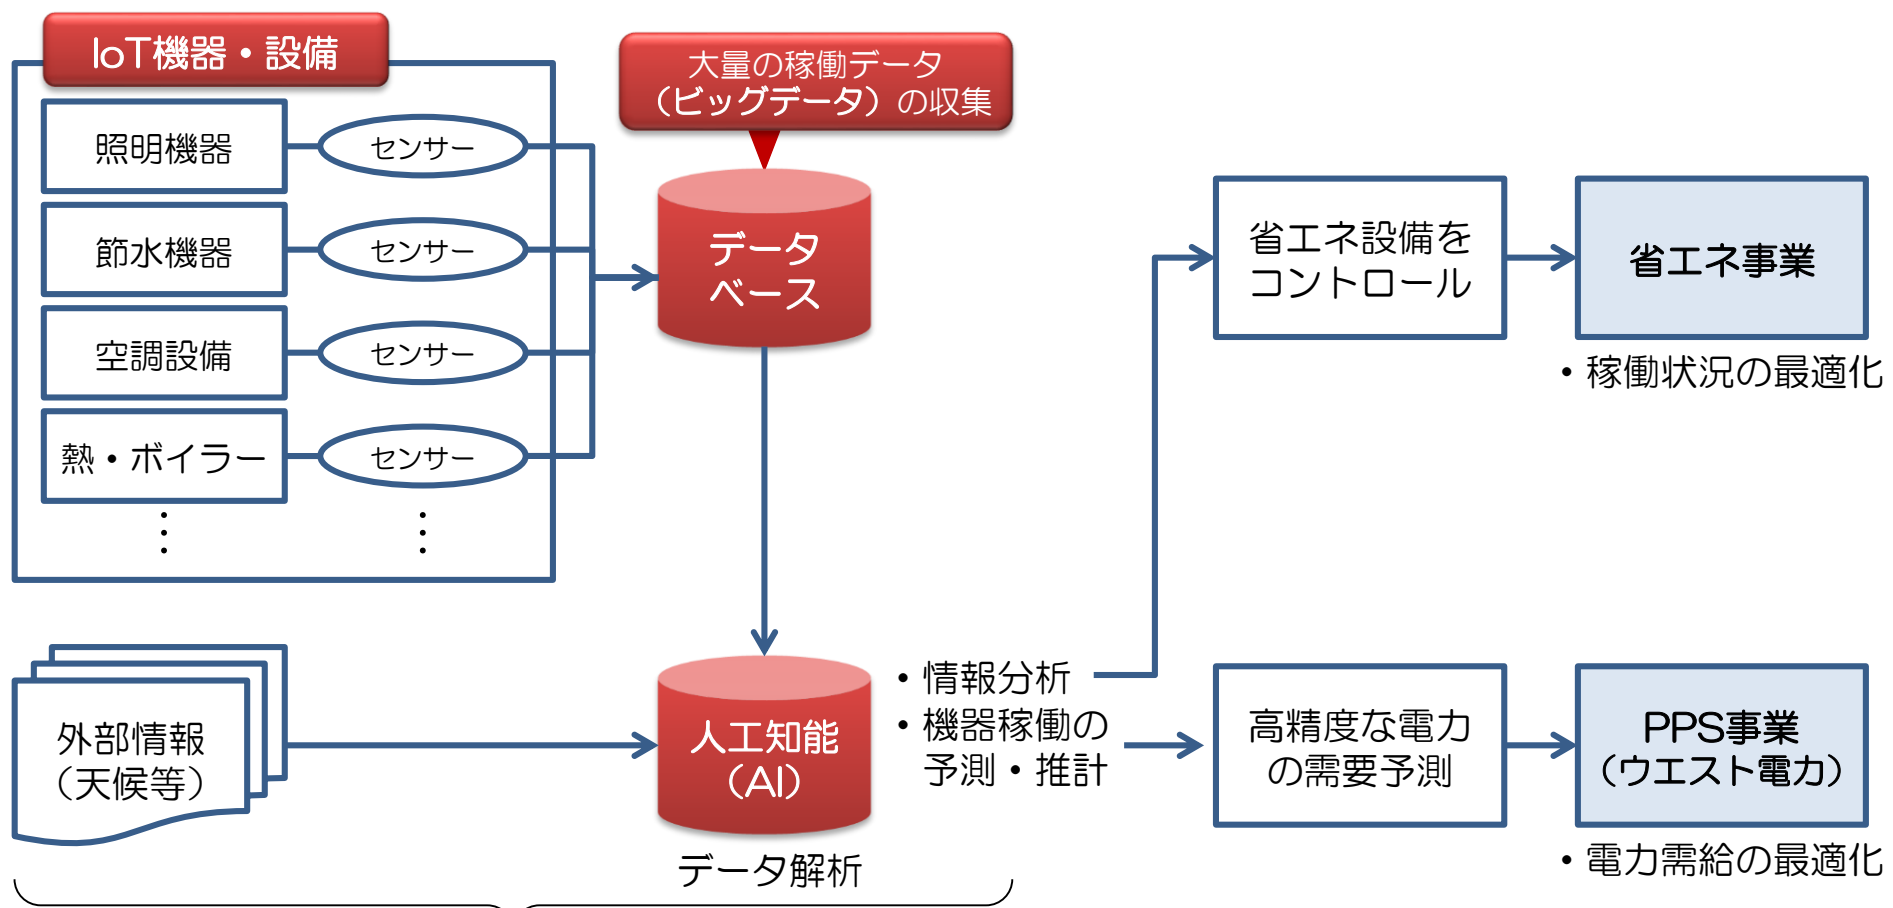 IoT機器・設備
照明機器
センサー
節水機器
センサー
空調設備
センサー
熱・ボイラー
センサー
⋮
⋮
大量の稼働データ
（ビッグデータ）の収集
データ
ベース
外部情報
（天候等）
人工知能
（AI）
データ解析
・情報分析
・機器稼働の
予測・推計
省エネ設備を
コントロール
省エネ事業
・稼働状況の最適化
高精度な電力
の需要予測
PPS事業
（ウエスト電力）
・電力需給の最適化